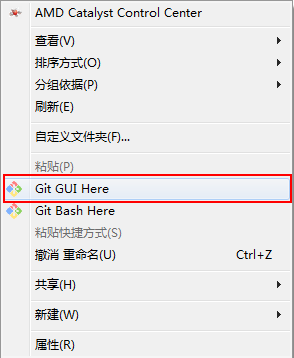 AMD Catalyst Control Center
查看(V)
排序方式(O)
分组依据(P)
刷新(E)
自定义文件夹(F)...
粘贴(P)
Git GUI Here
Git Bash Here
粘贴快捷方式(S)
撤消 重命名(U) Ctrl+Z
共享(H)
新建(W)
属性(R)